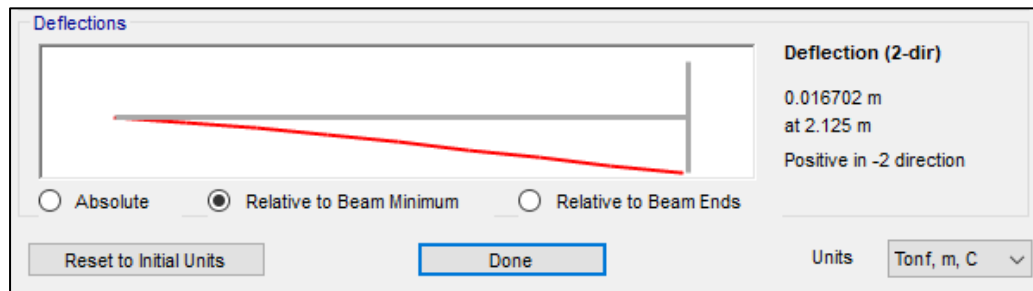 Deflections
Deflection (2-dir)
0.016702 m
at 2.125 m
Positive in -2 direction
Absolute
Relative to Beam Minimum
Relative to Beam Ends
Reset to Initial Units
Done
Units
Tonf, m, C